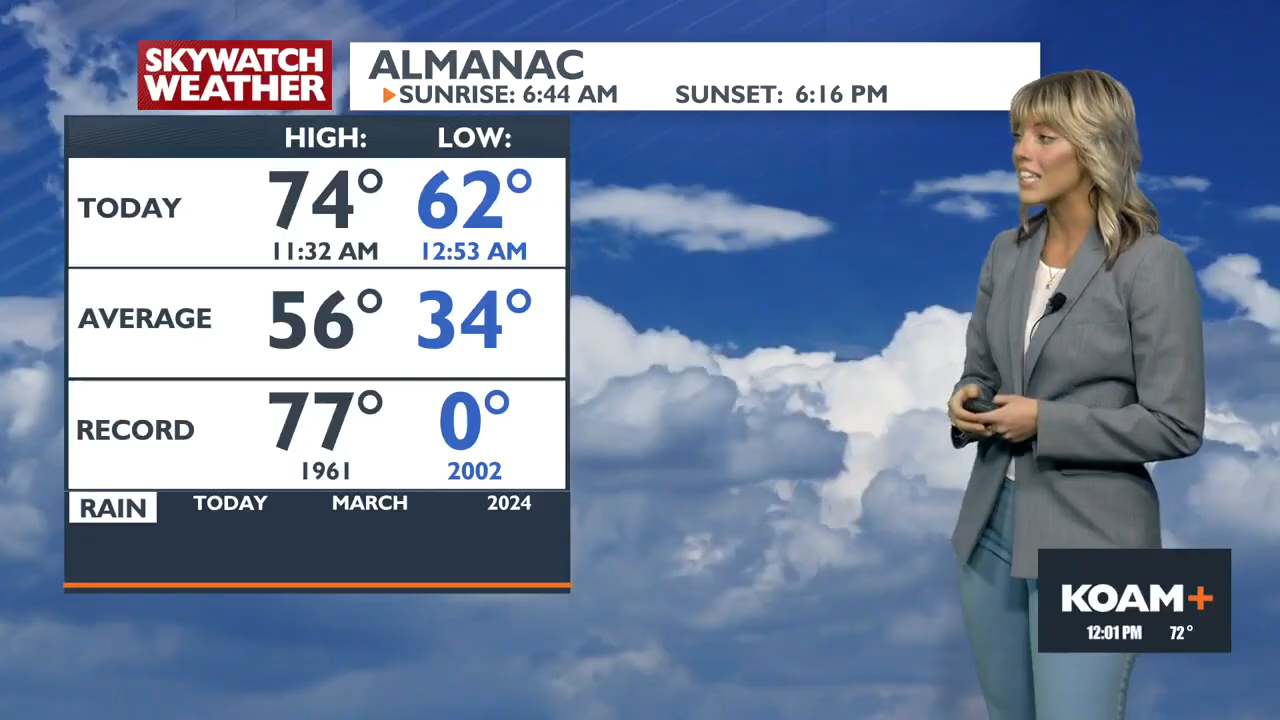 SKYWATCH
WEATHER
ALMANAC
SUNRISE: 6:44 AM SUNSET: 6:16 PM
HIGH: LOW:
TODAY 74° 62°
11:32 AM 12:53 AM
AVERAGE 56° 34°
RECORD 77° 0°
1961 2002
RAIN TODAY MARCH 2024
KOAM+
12:01 PM 72°